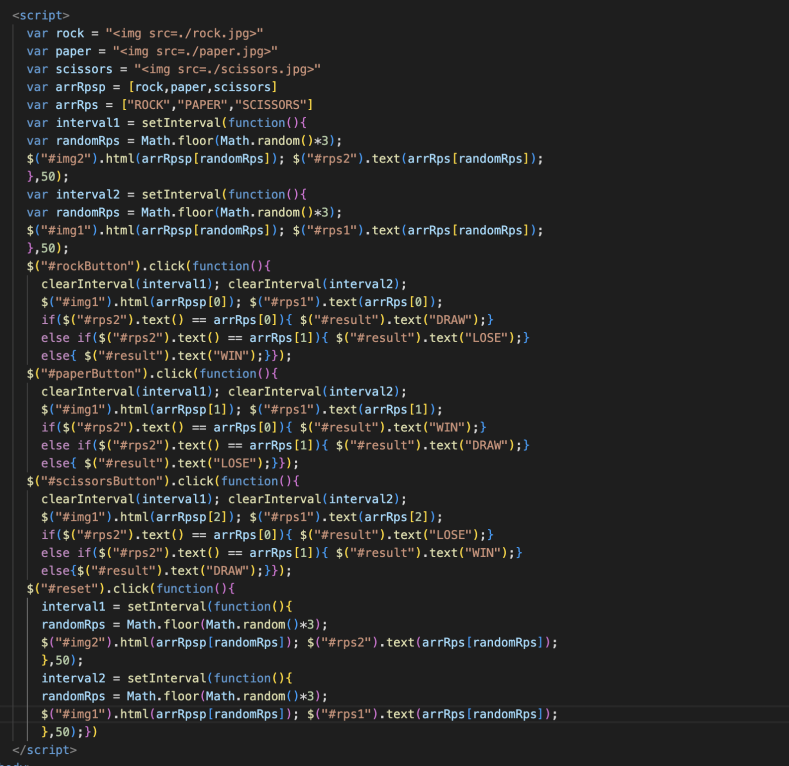 <script>
var rock = "<img src=./rock.jpg>"
var paper = "<img src=./paper.jpg>"
var scissors = "<img src=./scissors.jpg>"
var arrRpsp = [rock,paper,scissors]
var arrRps = ["ROCK","PAPER","SCISSORS"]
var interval1 = setInterval(function(){
var randomRps = Math.floor(Math.random()*3);
$("#img2").html(arrRpsp[randomRps]); $("#rps2").text(arrRps[randomRps]);
},50);
var interval2 = setInterval(function(){
var randomRps = Math.floor(Math.random()*3);
$("#img1").html(arrRpsp[randomRps]); $("#rps1").text(arrRps[randomRps]);
},50);
$("#rockButton").click(function(){
clearInterval(interval1); clearInterval(interval2);
$("#img1").html(arrRpsp[0]); $("#rps1").text(arrRps[0]);
if($("#rps2").text() == arrRps[0]){ $("#result").text("DRAW");}
else if($("#rps2").text() == arrRps[1]){ $("#result").text("LOSE");}
else{ $("#result").text("WIN");}});
$("#paperButton").click(function(){
clearInterval(interval1); clearInterval(interval2);
$("#img1").html(arrRpsp[1]); $("#rps1").text(arrRps[1]);
if($("#rps2").text() == arrRps[0]){ $("#result").text("WIN");}
else if($("#rps2").text() == arrRps[1]){ $("#result").text("DRAW");}
else{ $("#result").text("LOSE");}});
$("#scissorsButton").click(function(){
clearInterval(interval1); clearInterval(interval2);
$("#img1").html(arrRpsp[2]); $("#rps1").text(arrRps[2]);
if($("#rps2").text() == arrRps[0]){ $("#result").text("LOSE");}
else if($("#rps2").text() == arrRps[1]){ $("#result").text("WIN");}
else{$("#result").text("DRAW");}});
$("#reset").click(function(){
interval1 = setInterval(function(){
randomRps = Math.floor(Math.random()*3);
$("#img2").html(arrRpsp[randomRps]); $("#rps2").text(arrRps[randomRps]);
},50);
interval2 = setInterval(function(){
randomRps = Math.floor(Math.random()*3);
$("#img1").html(arrRpsp[randomRps]); $("#rps1").text(arrRps[randomRps]);
},50);})
</script>